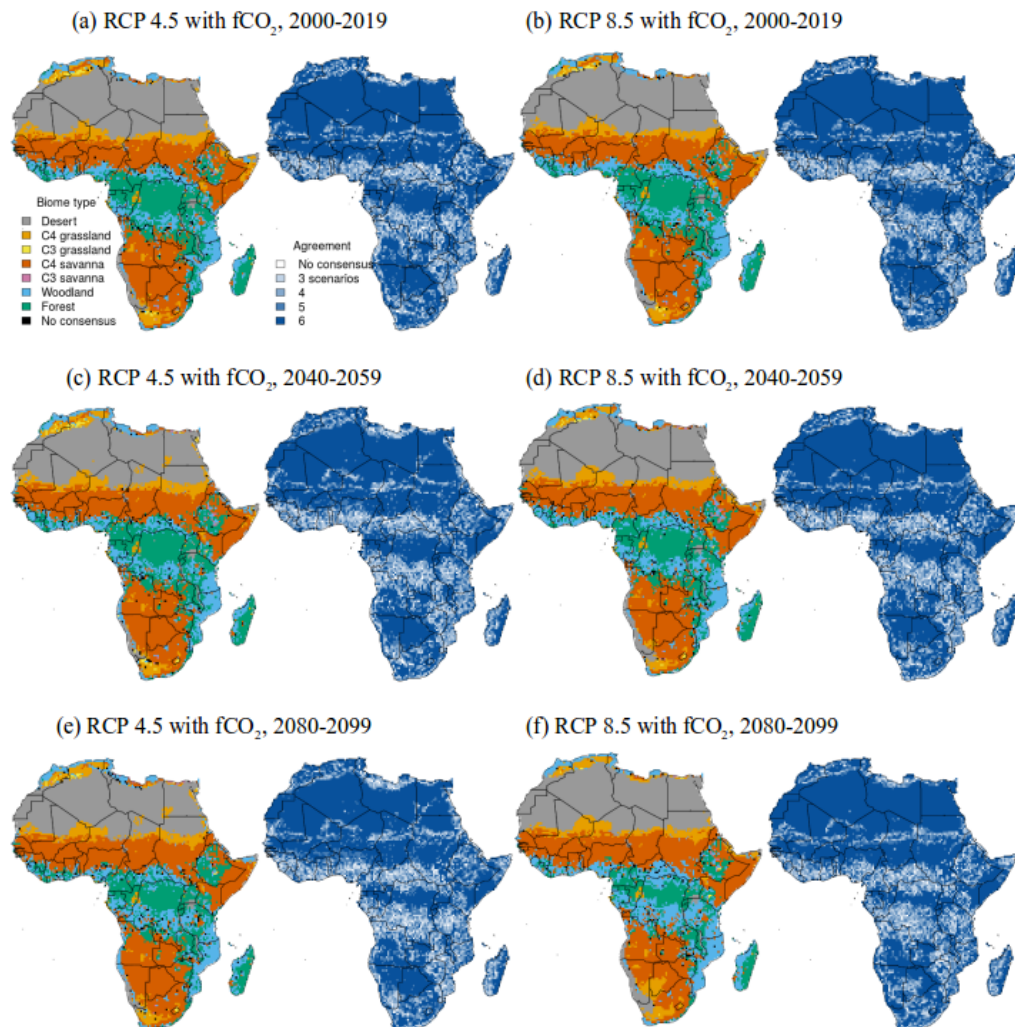 (a) RCP 4.5 with fCO₂, 2000-2019
(b) RCP 8.5 with fCO₂, 2000-2019
Biome type
Desert
C4 grassland
C3 grassland
C4 savanna
C3 savanna
Woodland
Forest
No consensus
Agreement
No consensus
3 scenarios
4
5
6
(c) RCP 4.5 with fCO₂, 2040-2059
(d) RCP 8.5 with fCO₂, 2040-2059
(e) RCP 4.5 with fCO₂, 2080-2099
(f) RCP 8.5 with fCO₂, 2080-2099